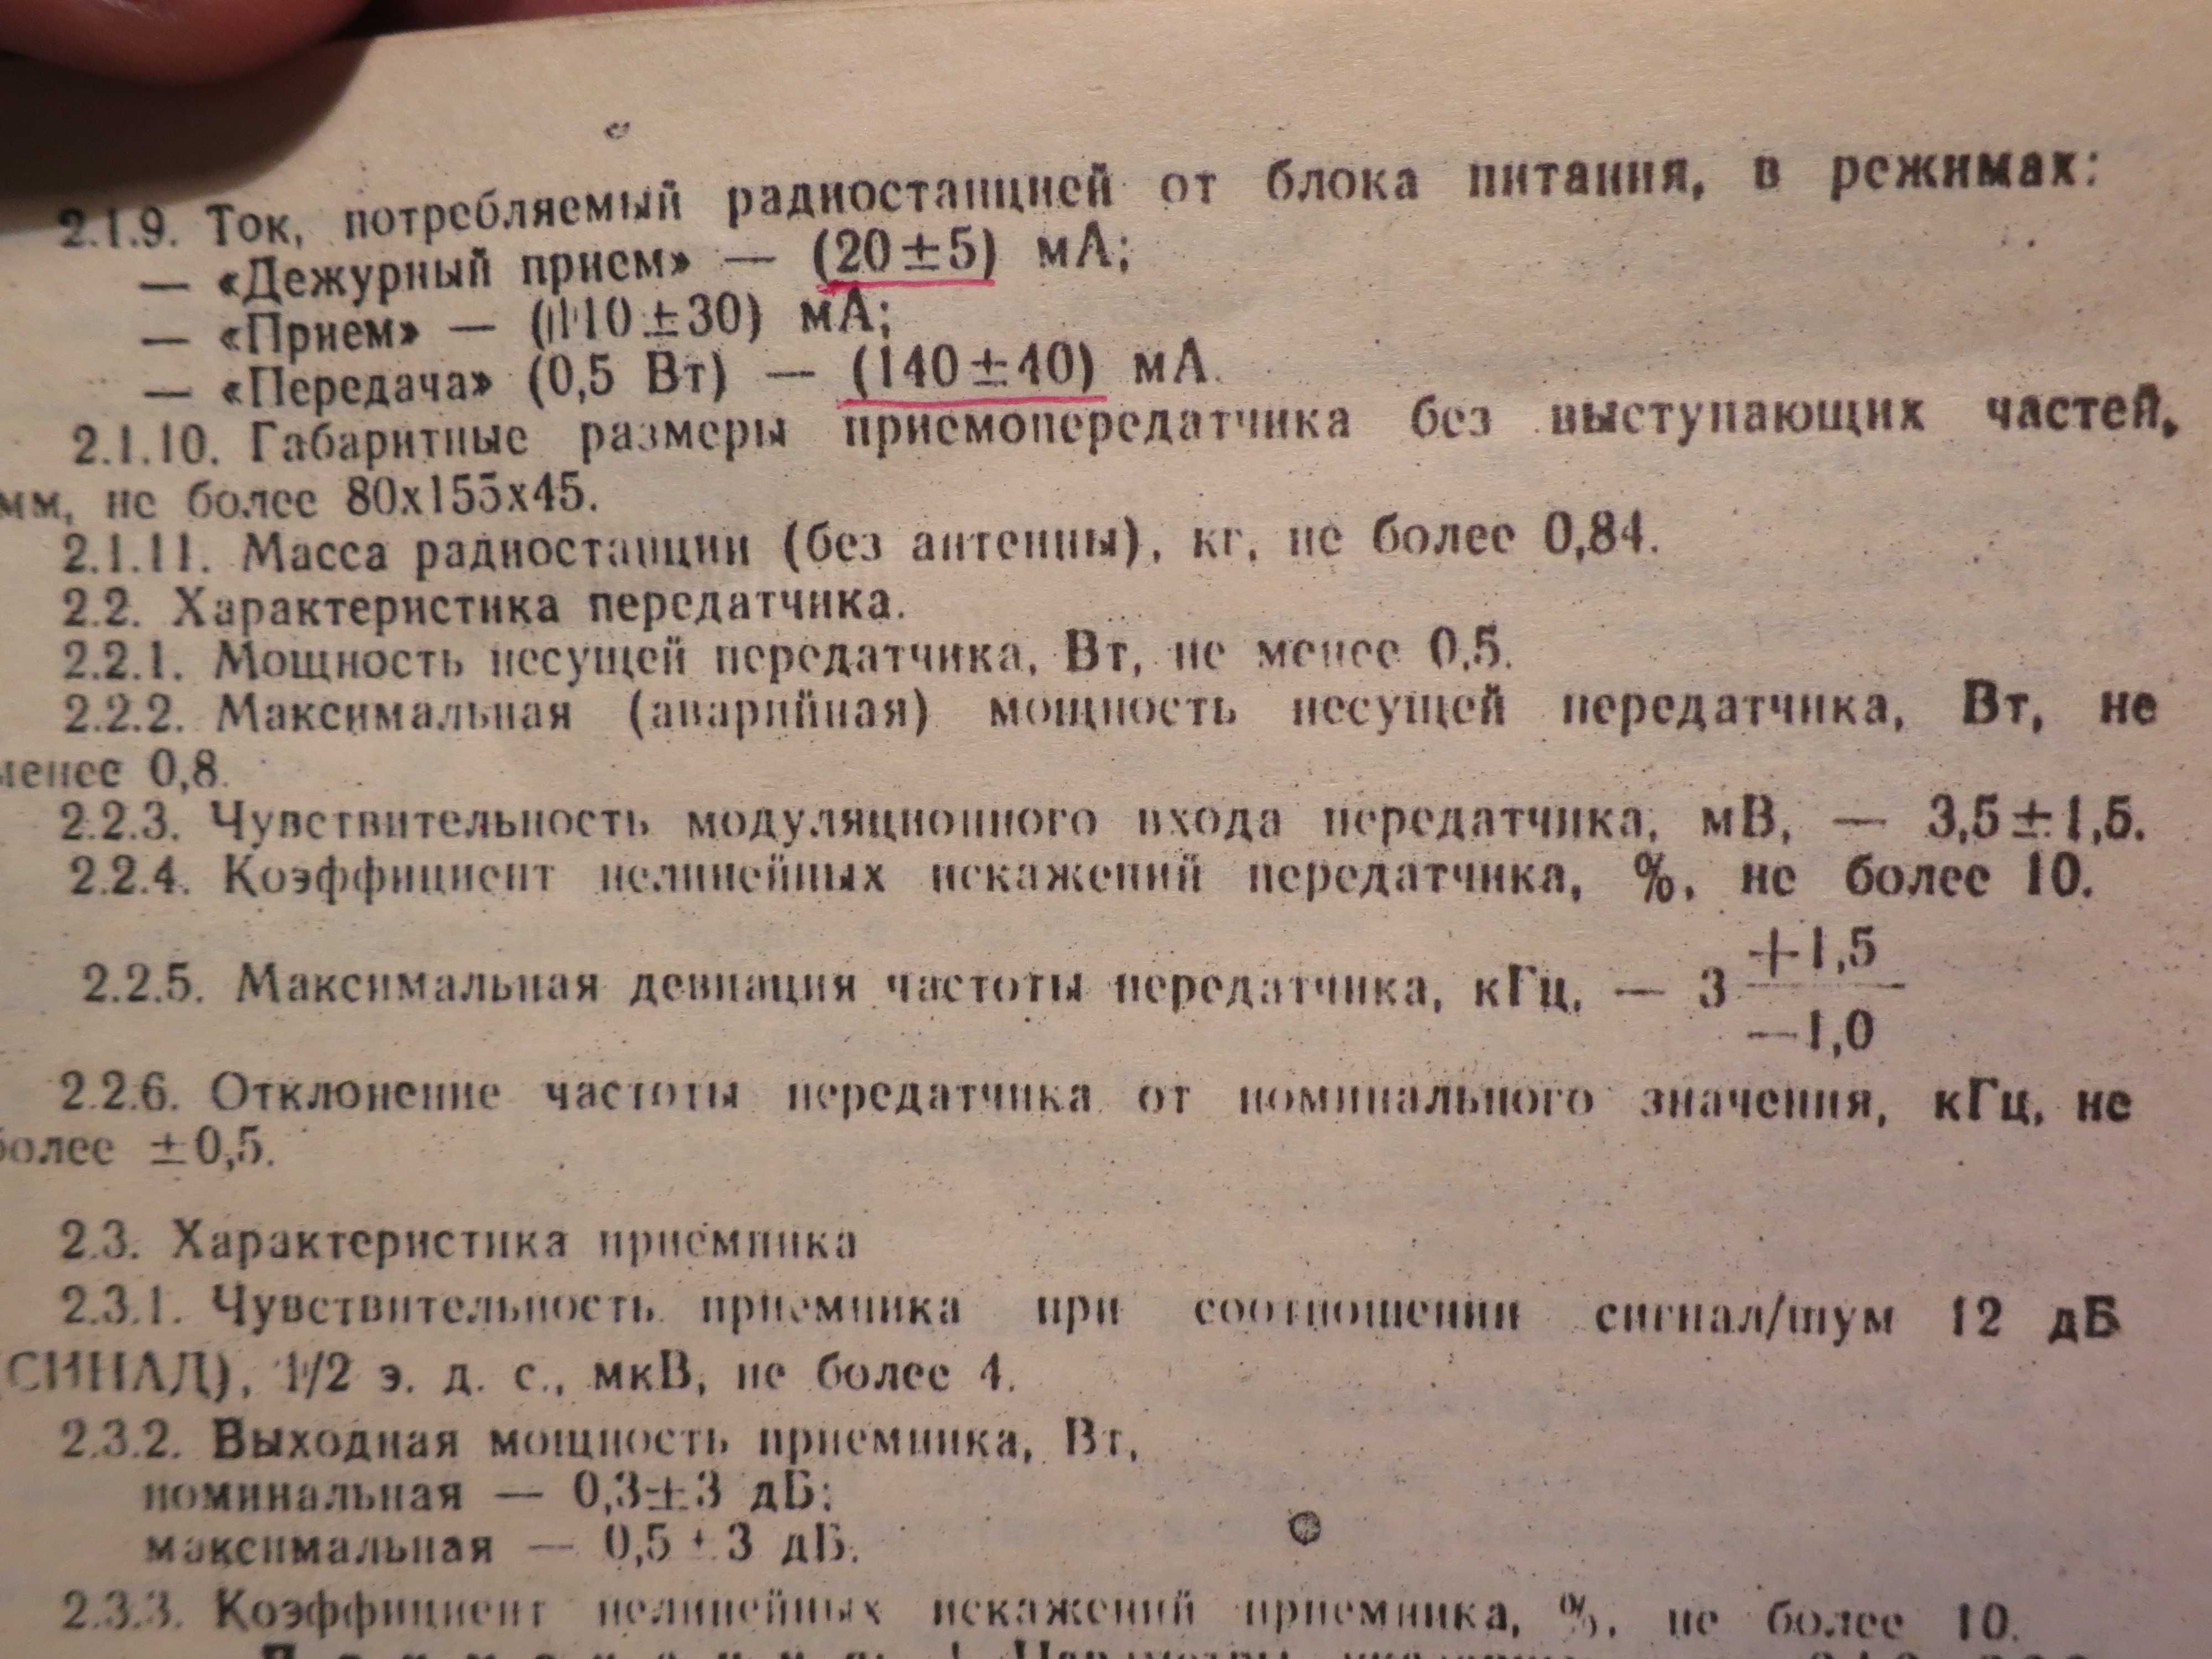 2.1.9. Ток, потребляемый радиостанцией от блока питания, в режимах:
— «Дежурный прием» — (20±5) мА;
— «Прием» — (110±30) мА;
— «Передача» (0,5 Вт) — (140±40) мА.
2.1.10. Габаритные размеры приемопередатчика без выступающих частей,
мм, не более 80х155х45.
2.1.11. Масса радиостанции (без антенны), кг, не более 0,84.
2.2. Характеристика передатчика.
2.2.1. Мощность несущей передатчика, Вт, не менее 0,5.
2.2.2. Максимальная (аварийная) мощность несущей передатчика, Вт, не
менее 0,8.
2.2.3. Чувствительность модуляционного входа передатчика, мВ, — 3,5±1,5.
2.2.4. Коэффициент нелинейных искажений передатчика, %, не более 10.
2.2.5. Максимальная девиация частоты передатчика, кГц, — 3 +1,5
—1,0
2.2.6. Отклонение частоты передатчика от номинального значения, кГц, не
более ±0,5.
2.3. Характеристика приемника
2.3.1. Чувствительность приемника при соотношении сигнал/шум 12 дБ
(СИНАД), 1/2 э. д. с., мкВ, не более
2.3.2. Выходная мощность приемника, Вт,
номинальная — 0,3±3 дБ;
максимальная — 0,5±3 дБ.
2.3.3. Коэффициент нелинейных искажений приемника, %, не более 10.